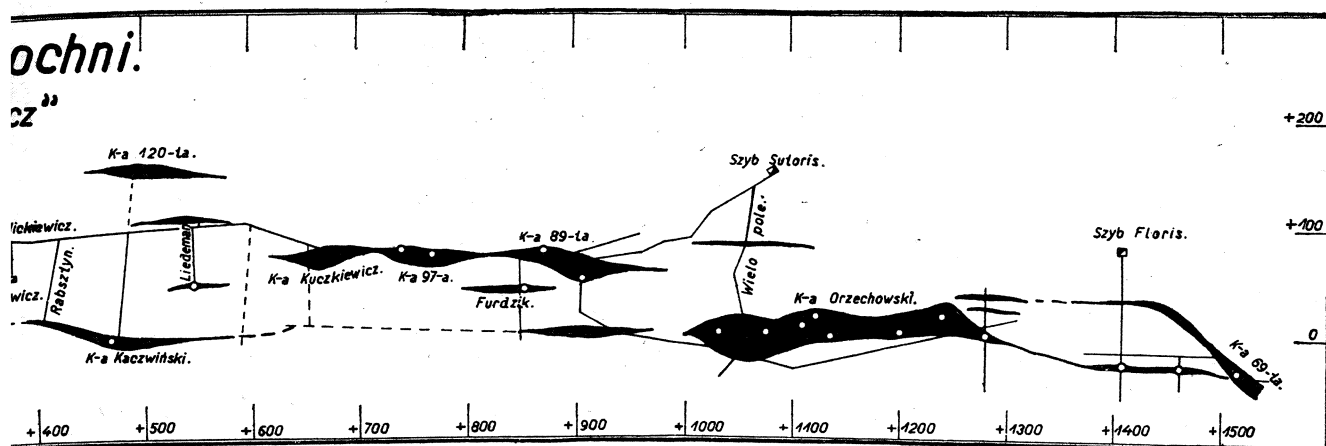 ochni.
cz"
+200
K-a 120-ta.
Szyb Sutoris.
ickiewicz.
Liedeman
K-a 89-ta
Wielo pole.
+100
Szyb Floris.
Rabsztyn.
a
wicz.
K-a Kuczkiewicz.
K-a 97-a.
Furdzik.
K-a Orzechowski.
0
K-a Kaczwiński.
K-a 69-ta.
+400
+500
+600
+700
+800
+900
+1000
+1100
+1200
+1300
+1400
+1500